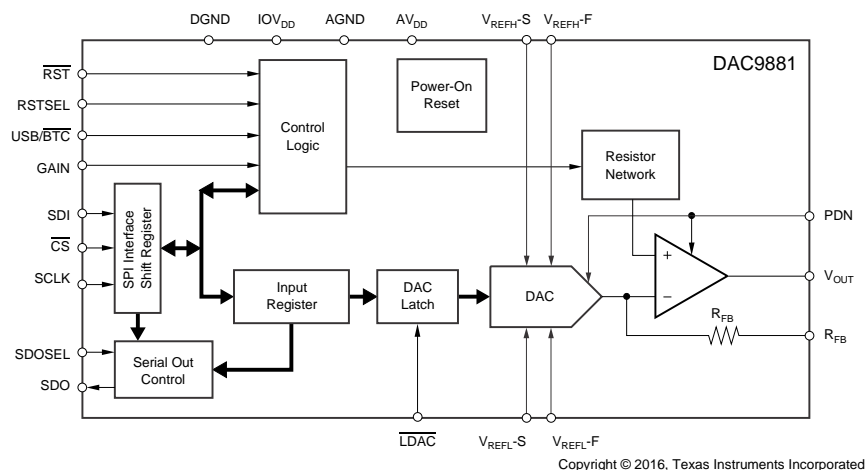 DGND IOVDD AGND AVDD VREFH-S VREFH-F
DAC9881
RST
RSTSEL
USB/BTC
GAIN
SDI
CS
SCLK
SDOSEL
SDO
SPI Interface
Shift Register
Control
Logic
Power-On
Reset
Resistor
Network
Input
Register
DAC
Latch
DAC
Serial Out
Control
+
−
RFB
PDN
VOUT
RFB
LDAC VREFL-S VREFL-F
Copyright © 2016, Texas Instruments Incorporated